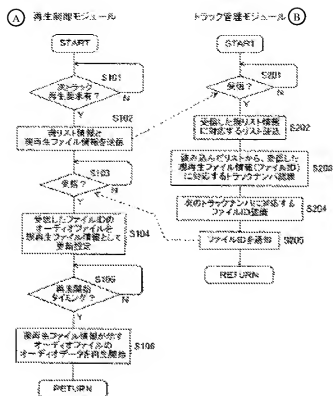 A 再生制御モジュール
START
S101
次トラック
再生要求有?
N
Y
S102
現リスト情報と
現再生ファイル情報を送信
S103
受信?
N
Y
受信したファイルIDの
オーディオファイルを
現再生ファイル情報として
更新設定
S104
S105
再生開始
タイミング?
N
Y
現再生ファイル情報が示す
オーディオファイルの
オーディオデータを再生開始
S106
RETURN
トラック管理モジュール B
START
S201
受信?
N
Y
受信した現リスト情報
に対応するリスト読込
S202
読み込んだリストから、受信した
現再生ファイル情報(ファイルID)
に対応するトラックナンバ認識
S203
次のトラックナンバに対応する
ファイルID認識
S204
ファイルIDを通知
S205
RETURN